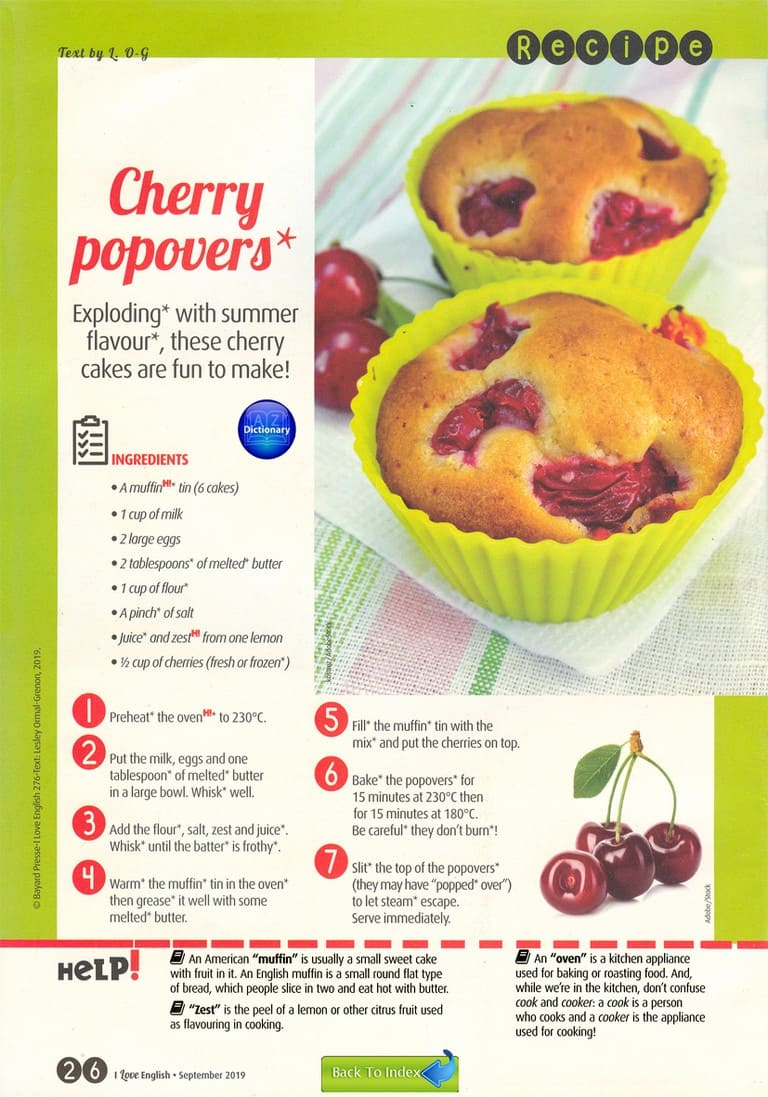 Text by L. O-G
Recipe
Cherry
popovers*
Exploding* with summer
flavour*, these cherry
cakes are fun to make!
A Z
Dictionary
INGREDIENTS
• A muffinH!* tin (6 cakes)
• 1 cup of milk
• 2 large eggs
• 2 tablespoons* of melted* butter
• 1 cup of flour*
• A pinch* of salt
• Juice* and zestH! from one lemon
• ½ cup of cherries (fresh or frozen*)
1 Preheat* the ovenH!* to 230°C.
2 Put the milk, eggs and one
tablespoon* of melted* butter
in a large bowl. Whisk* well.
3 Add the flour*, salt, zest and juice*.
Whisk* until the batter* is frothy*.
4 Warm* the muffin* tin in the oven*
then grease* it well with some
melted* butter.
5 Fill* the muffin* tin with the
mix* and put the cherries on top.
6 Bake* the popovers* for
15 minutes at 230°C then
for 15 minutes at 180°C.
Be careful* they don't burn*!
7 Slit* the top of the popovers*
(they may have "popped* over")
to let steam* escape.
Serve immediately.
© Bayard Presse-I Love English 276-Text: Lesley Ormal-Grenon, 2019.
Adobe/Stock
HELP!
An American "muffin" is usually a small sweet cake
with fruit in it. An English muffin is a small round flat type
of bread, which people slice in two and eat hot with butter.
"Zest" is the peel of a lemon or other citrus fruit used
as flavouring in cooking.
An "oven" is a kitchen appliance
used for baking or roasting food. And,
while we're in the kitchen, don't confuse
cook and cooker: a cook is a person
who cooks and a cooker is the appliance
used for cooking!
26 I Love English • September 2019
Back To Index